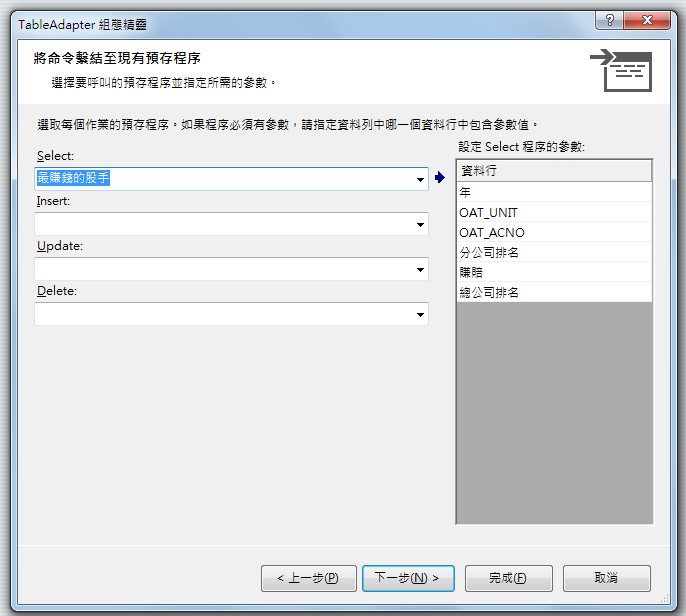 TableAdapter 組態精靈
將命令繫結至現有預存程序
選擇要呼叫的預存程序並指定所需的參數。
選取每個作業的預存程序。如果程序必須有參數，請指定資料列中哪一個資料行中包含參數值。
Select:
最賺錢的股手
Insert:
Update:
Delete:
設定 Select 程序的參數:
資料行
年
OAT_UNIT
OAT_ACNO
分公司排名
賺賠
總公司排名
< 上一步(P)
下一步(N) >
完成(F)
取消